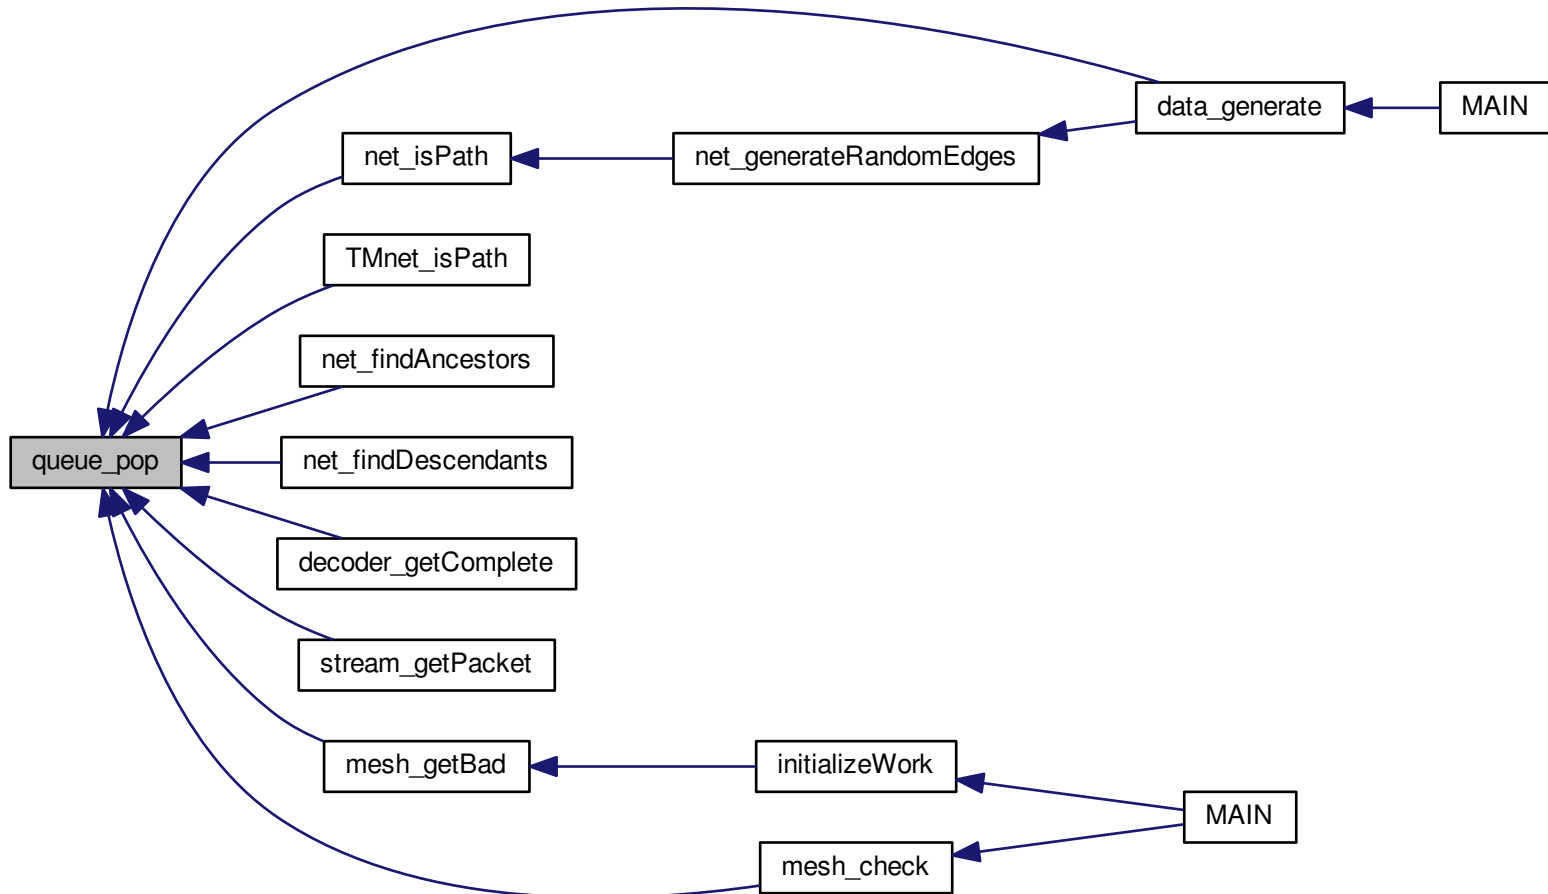 data_generate
MAIN
net_isPath
net_generateRandomEdges
TMnet_isPath
net_findAncestors
queue_pop
net_findDescendants
decoder_getComplete
stream_getPacket
mesh_getBad
initializeWork
MAIN
mesh_check